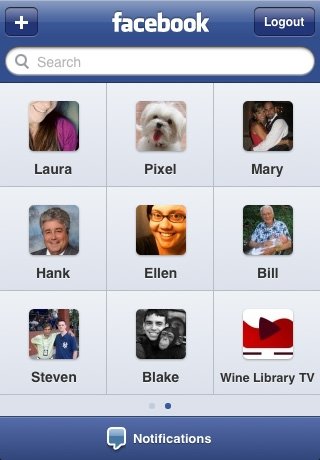 facebook
Logout
Search
Laura
Pixel
Mary
Hank
Ellen
Bill
Steven
Blake
Wine Library TV
Notifications